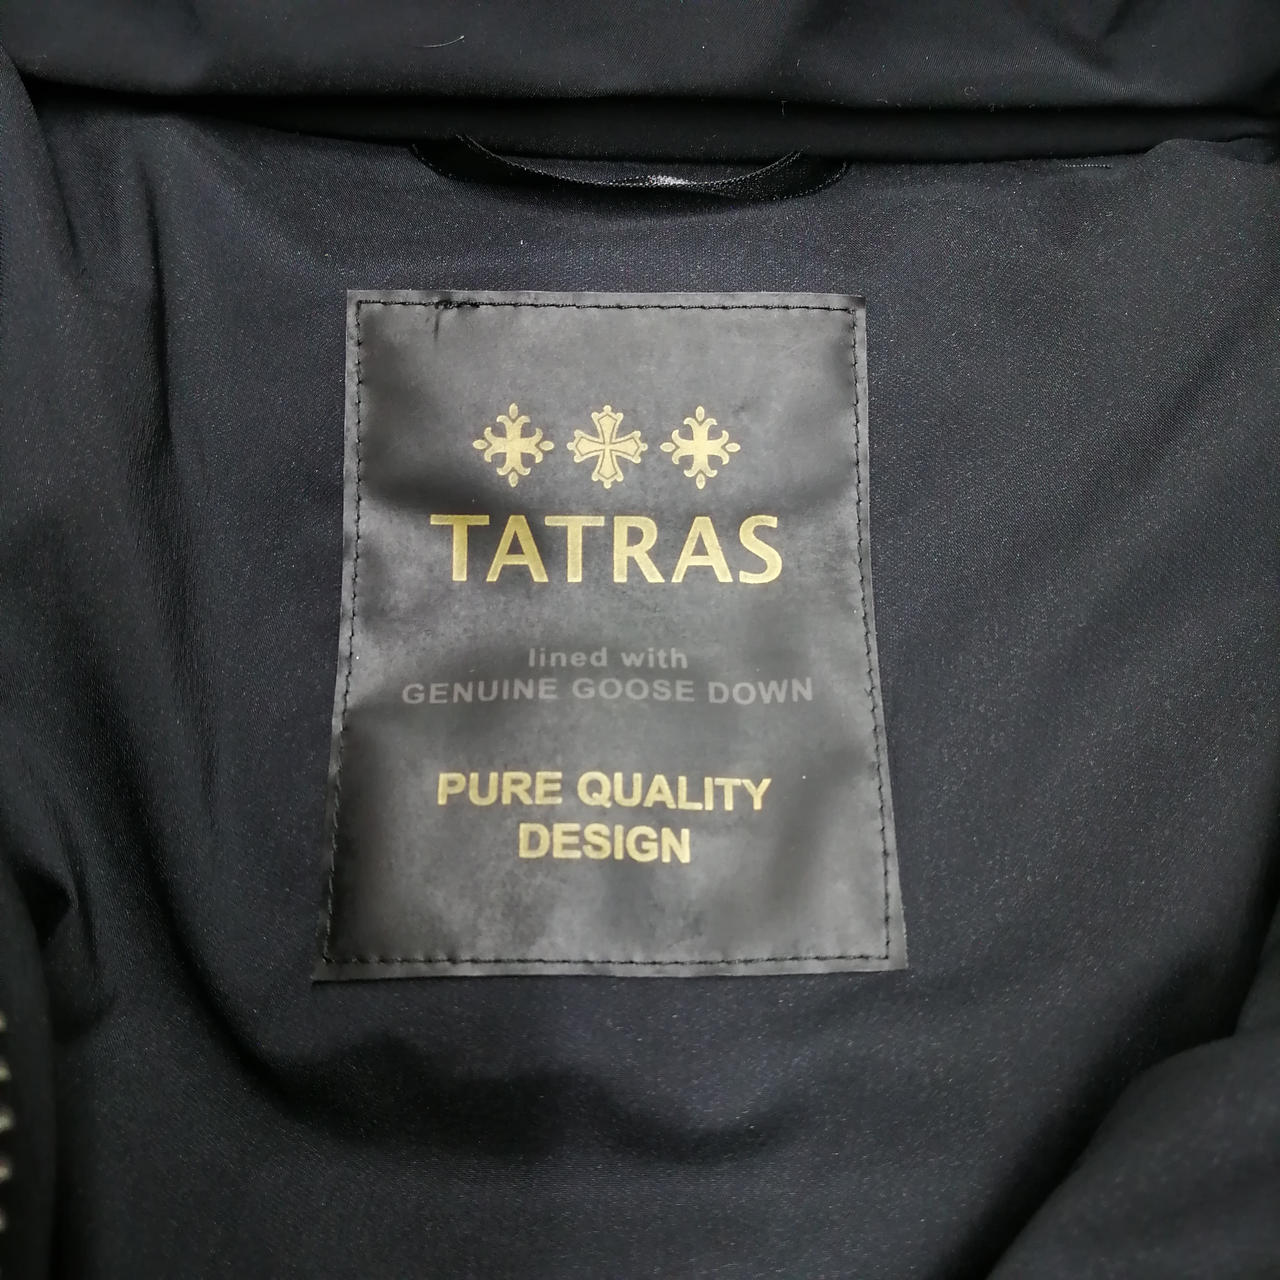 TATRAS
lined with
GENUINE GOOSE DOWN
PURE QUALITY
DESIGN